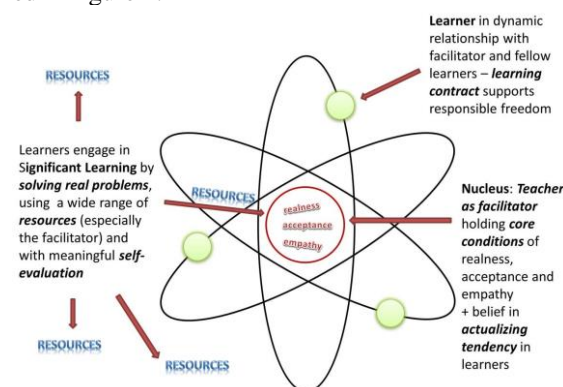 RESOURCES
Learners engage in
Significant Learning by
solving real problems,
using a wide range of
resources (especially
the facilitator) and
with meaningful self-
evaluation
RESOURCES
RESOURCES
RESOURCES
realness
acceptance
empathy
Learner in dynamic
relationship with
facilitator and fellow
learners – learning
contract supports
responsible freedom
Nucleus: Teacher
as facilitator
holding core
conditions of
realness,
acceptance and
empathy
+ belief in
actualizing
tendency in
learners